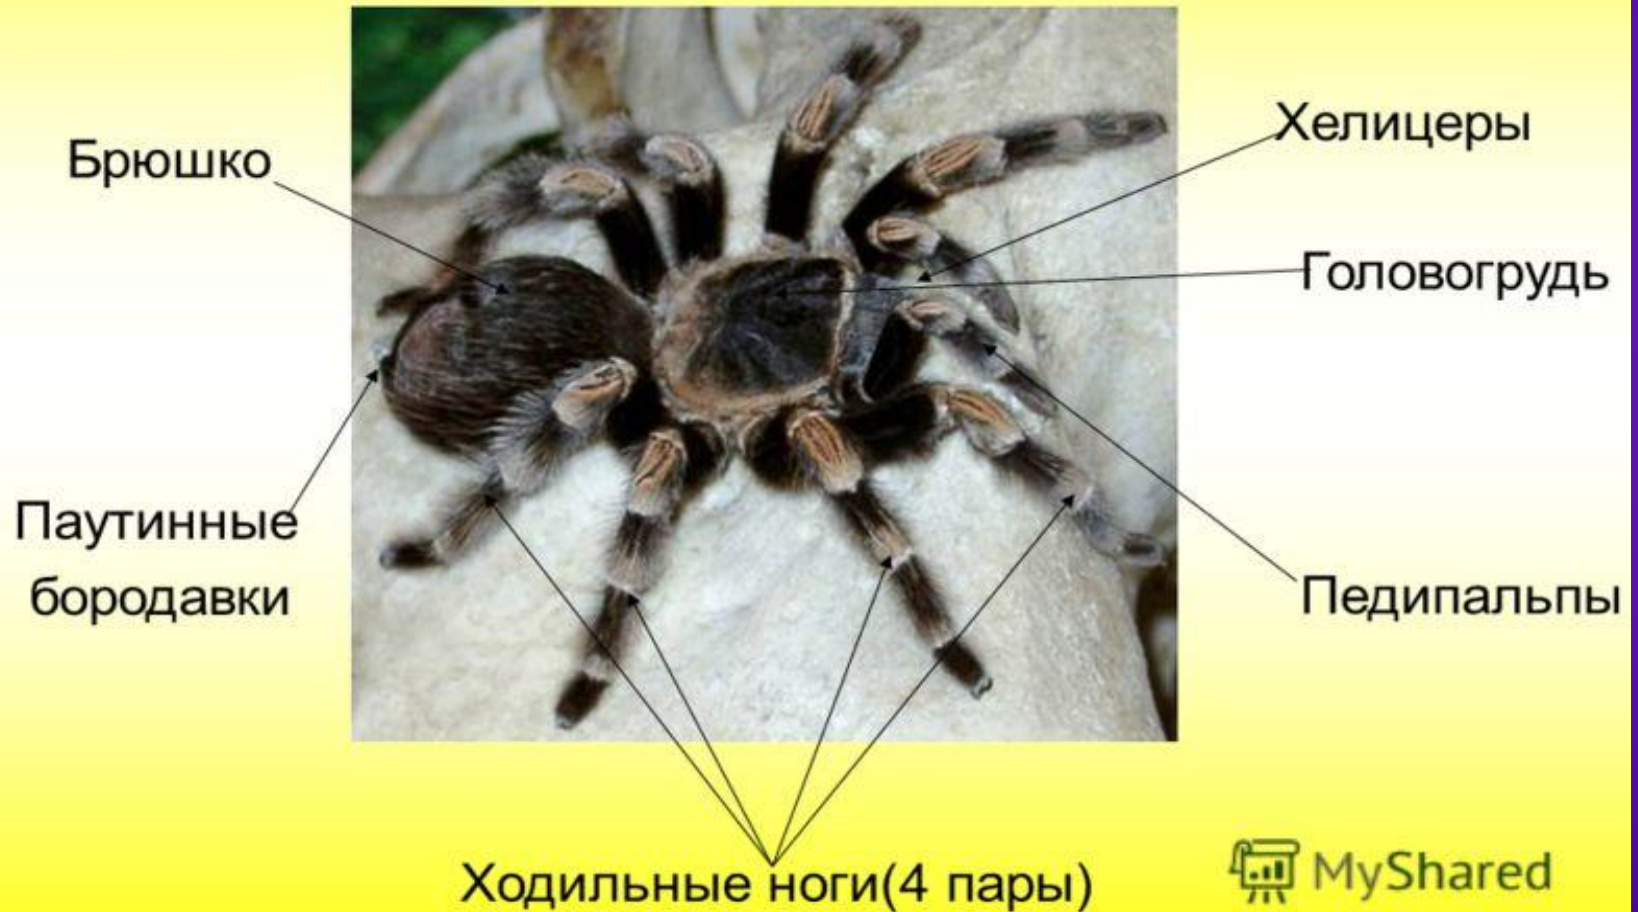 Хелицеры
Брюшко
Головогрудь
Паутинные
бородавки
Педипальпы
Ходильные ноги(4 пары)
MyShared